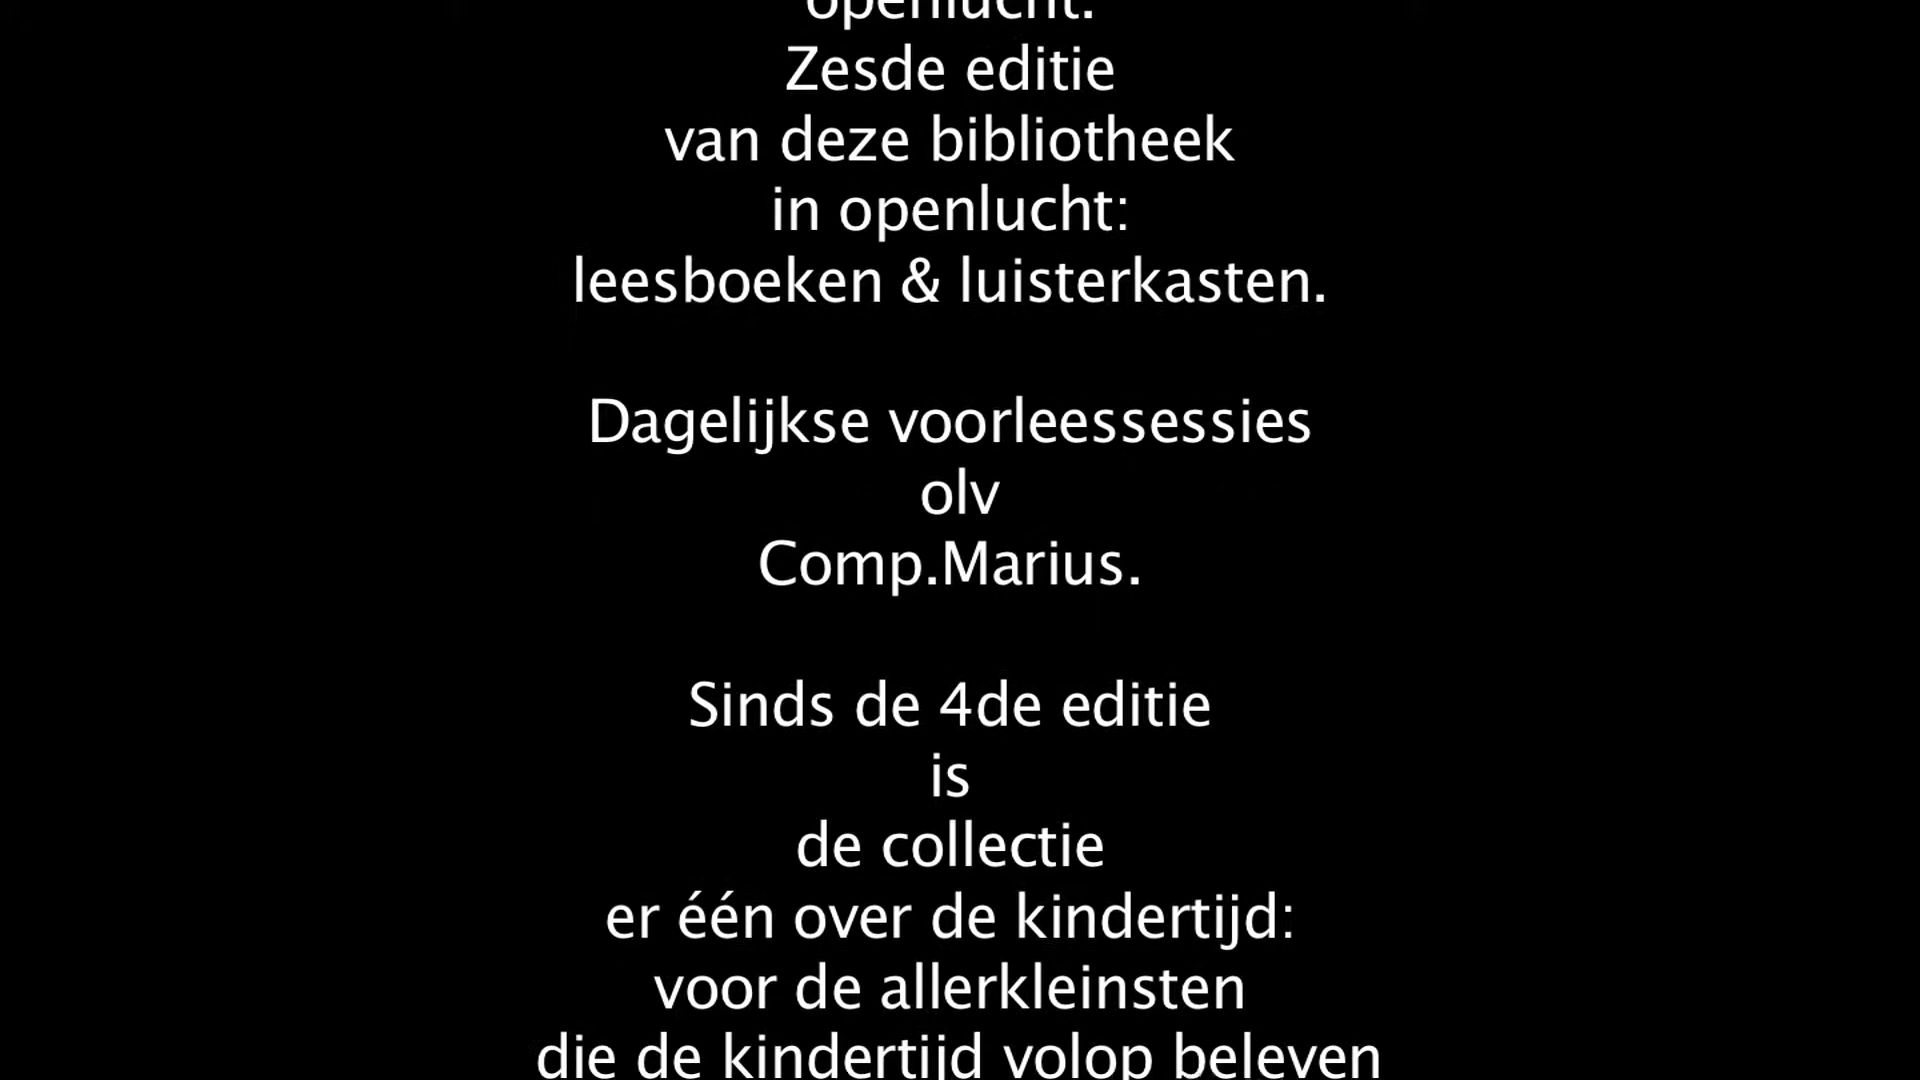 openlucht.
Zesde editie
van deze bibliotheek
in openlucht:
leesboeken & luisterkasten.
Dagelijkse voorleessessies
olv
Comp.Marius.
Sinds de 4de editie
is
de collectie
er één over de kindertijd:
voor de allerkleinsten
die de kindertijd volop beleven